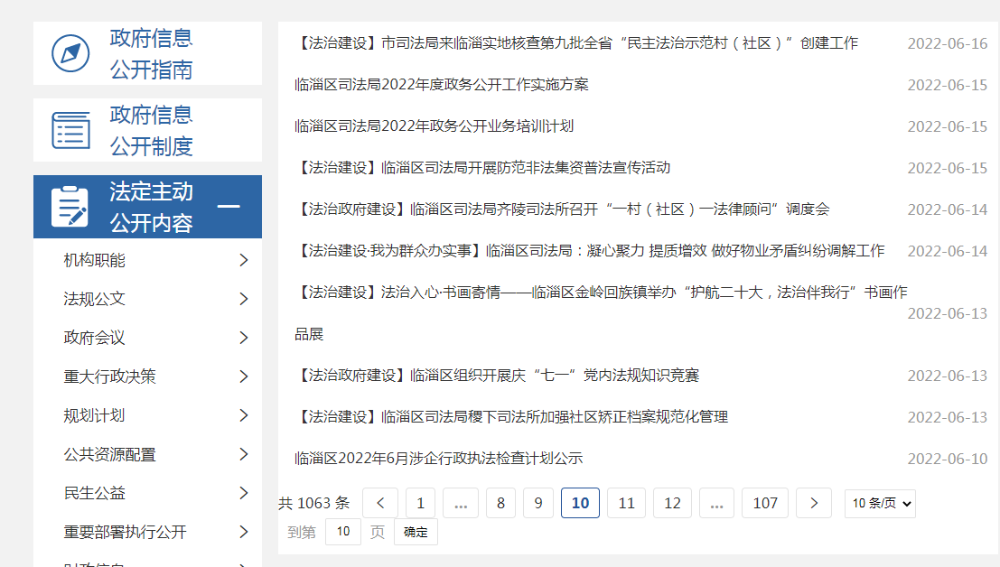 政府信息
公开指南
政府信息
公开制度
法定主动
公开内容
机构职能
法规公文
政府会议
重大行政决策
规划计划
公共资源配置
民生公益
重要部署执行公开
【法治建设】市司法局来临淄实地核查第九批全省“民主法治示范村（社区）”创建工作 2022-06-16
临淄区司法局2022年度政务公开工作实施方案 2022-06-15
临淄区司法局2022年政务公开业务培训计划 2022-06-15
【法治建设】临淄区司法局开展防范非法集资普法宣传活动 2022-06-15
【法治政府建设】临淄区司法局齐陵司法所召开“一村（社区）一法律顾问”调度会 2022-06-14
【法治建设·我为群众办实事】临淄区司法局：凝心聚力 提质增效 做好物业矛盾纠纷调解工作 2022-06-14
【法治建设】法治入心·书画寄情——临淄区金岭回族镇举办“护航二十大，法治伴我行”书画作
品展 2022-06-13
【法治政府建设】临淄区组织开展庆“七一”党内法规知识竞赛 2022-06-13
【法治建设】临淄区司法局稷下司法所加强社区矫正档案规范化管理 2022-06-13
临淄区2022年6月涉企行政执法检查计划公示 2022-06-10
共 1063 条 < 1 ... 8 9 10 11 12 ... 107 > 10 条/页
到第 10 页 确定